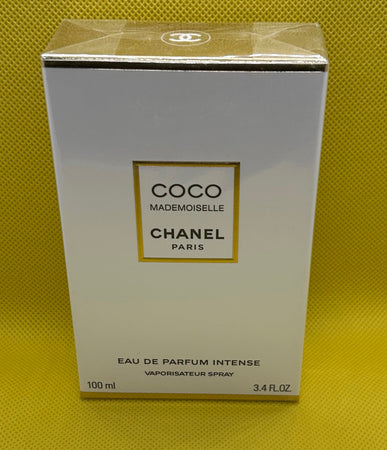 COCO
MADEMOISELLE
CHANEL
PARIS
EAU DE PARFUM INTENSE
VAPORISATEUR SPRAY
100 ml 3.4 FL.OZ.